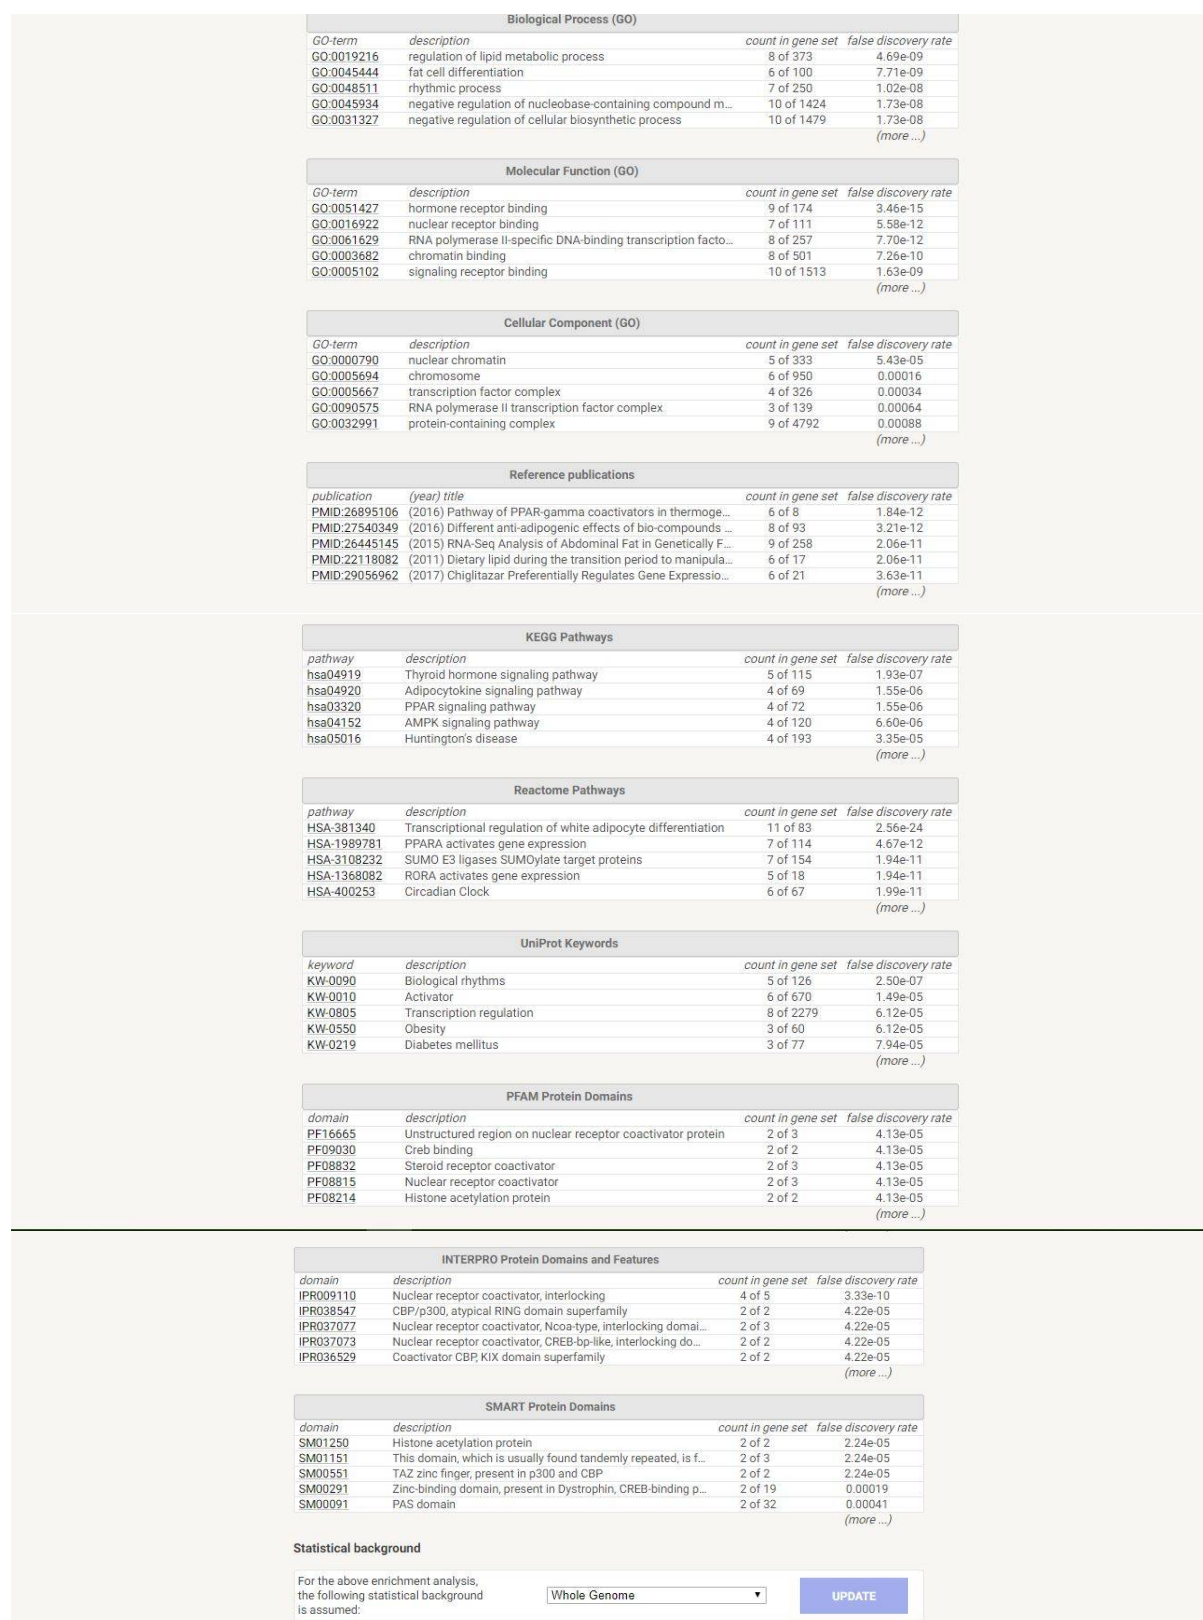 Biological Process (GO)
GO-term description count in gene set false discovery rate
GO:0019216 regulation of lipid metabolic process 8 of 373 4.69e-09
GO:0045444 fat cell differentiation 6 of 100 7.71e-09
GO:0048511 rhythmic process 7 of 250 1.02e-08
GO:0045934 negative regulation of nucleobase-containing compound m... 10 of 1424 1.73e-08
GO:0031327 negative regulation of cellular biosynthetic process 10 of 1479 1.73e-08
(more ...)
Molecular Function (GO)
GO-term description count in gene set false discovery rate
GO:0051427 hormone receptor binding 9 of 174 3.46e-15
GO:0016922 nuclear receptor binding 7 of 111 5.58e-12
GO:0061629 RNA polymerase II-specific DNA-binding transcription facto... 8 of 257 7.70e-12
GO:0003682 chromatin binding 8 of 501 7.26e-10
GO:0005102 signaling receptor binding 10 of 1513 1.63e-09
(more ...)
Cellular Component (GO)
GO-term description count in gene set false discovery rate
GO:0000790 nuclear chromatin 5 of 333 5.43e-05
GO:0005694 chromosome 6 of 950 0.00016
GO:0005667 transcription factor complex 4 of 326 0.00034
GO:0090575 RNA polymerase II transcription factor complex 3 of 139 0.00064
GO:0032991 protein-containing complex 9 of 4792 0.00088
(more ...)
Reference publications
publication (year) title count in gene set false discovery rate
PMID:26895106 (2016) Pathway of PPAR-gamma coactivators in thermoge... 6 of 8 1.84e-12
PMID:27540349 (2016) Different anti-adipogenic effects of bio-compounds ... 8 of 93 3.21e-12
PMID:26445145 (2015) RNA-Seq Analysis of Abdominal Fat in Genetically F... 9 of 258 2.06e-11
PMID:22118082 (2011) Dietary lipid during the transition period to manipula... 6 of 17 2.06e-11
PMID:29056962 (2017) Chiglitazar Preferentially Regulates Gene Expressio... 6 of 21 3.63e-11
(more ...)
KEGG Pathways
pathway description count in gene set false discovery rate
hsa04919 Thyroid hormone signaling pathway 5 of 115 1.93e-07
hsa04920 Adipocytokine signaling pathway 4 of 69 1.55e-06
hsa03320 PPAR signaling pathway 4 of 72 1.55e-06
hsa04152 AMPK signaling pathway 4 of 120 6.60e-06
hsa05016 Huntington's disease 4 of 193 3.35e-05
(more ...)
Reactome Pathways
pathway description count in gene set false discovery rate
HSA-381340 Transcriptional regulation of white adipocyte differentiation 11 of 83 2.56e-24
HSA-1989781 PPARA activates gene expression 7 of 114 4.67e-12
HSA-3108232 SUMO E3 ligases SUMOylate target proteins 7 of 154 1.94e-11
HSA-1368082 RORA activates gene expression 5 of 18 1.94e-11
HSA-400253 Circadian Clock 6 of 67 1.99e-11
(more ...)
UniProt Keywords
keyword description count in gene set false discovery rate
KW-0090 Biological rhythms 5 of 126 2.50e-07
KW-0010 Activator 6 of 670 1.49e-05
KW-0805 Transcription regulation 8 of 2279 6.12e-05
KW-0550 Obesity 3 of 60 6.12e-05
KW-0219 Diabetes mellitus 3 of 77 7.94e-05
(more ...)
PFAM Protein Domains
domain description count in gene set false discovery rate
PF16665 Unstructured region on nuclear receptor coactivator protein 2 of 3 4.13e-05
PF09030 Creb binding 2 of 2 4.13e-05
PF08832 Steroid receptor coactivator 2 of 3 4.13e-05
PF08815 Nuclear receptor coactivator 2 of 3 4.13e-05
PF08214 Histone acetylation protein 2 of 2 4.13e-05
(more ...)
INTERPRO Protein Domains and Features
domain description count in gene set false discovery rate
IPR009110 Nuclear receptor coactivator, interlocking 4 of 5 3.33e-10
IPR038547 CBP/p300, atypical RING domain superfamily 2 of 2 4.22e-05
IPR037077 Nuclear receptor coactivator, Ncoa-type, interlocking domai... 2 of 3 4.22e-05
IPR037073 Nuclear receptor coactivator, CREB-bp-like, interlocking do... 2 of 2 4.22e-05
IPR036529 Coactivator CBP, KIX domain superfamily 2 of 2 4.22e-05
(more ...)
SMART Protein Domains
domain description count in gene set false discovery rate
SM01250 Histone acetylation protein 2 of 2 2.24e-05
SM01151 This domain, which is usually found tandemly repeated, is f... 2 of 3 2.24e-05
SM00551 TAZ zinc finger, present in p300 and CBP 2 of 2 2.24e-05
SM00291 Zinc-binding domain, present in Dystrophin, CREB-binding p... 2 of 19 0.00019
SM00091 PAS domain 2 of 32 0.00041
(more ...)
Statistical background
For the above enrichment analysis,
the following statistical background
is assumed:
Whole Genome
UPDATE